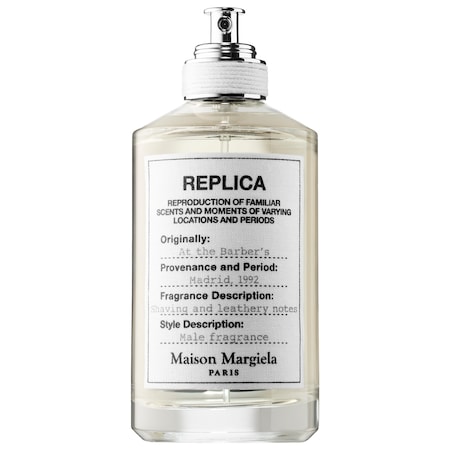 REPLICA
REPRODUCTION OF FAMILIAR
SCENTS AND MOMENTS OF VARYING
LOCATIONS AND PERIODS
Originally:
At the Barber's
Provenance and Period:
Madrid, 1992
Fragrance Description:
Shaving and leathery notes
Style Description:
Male fragrance
Maison Margiela
PARIS